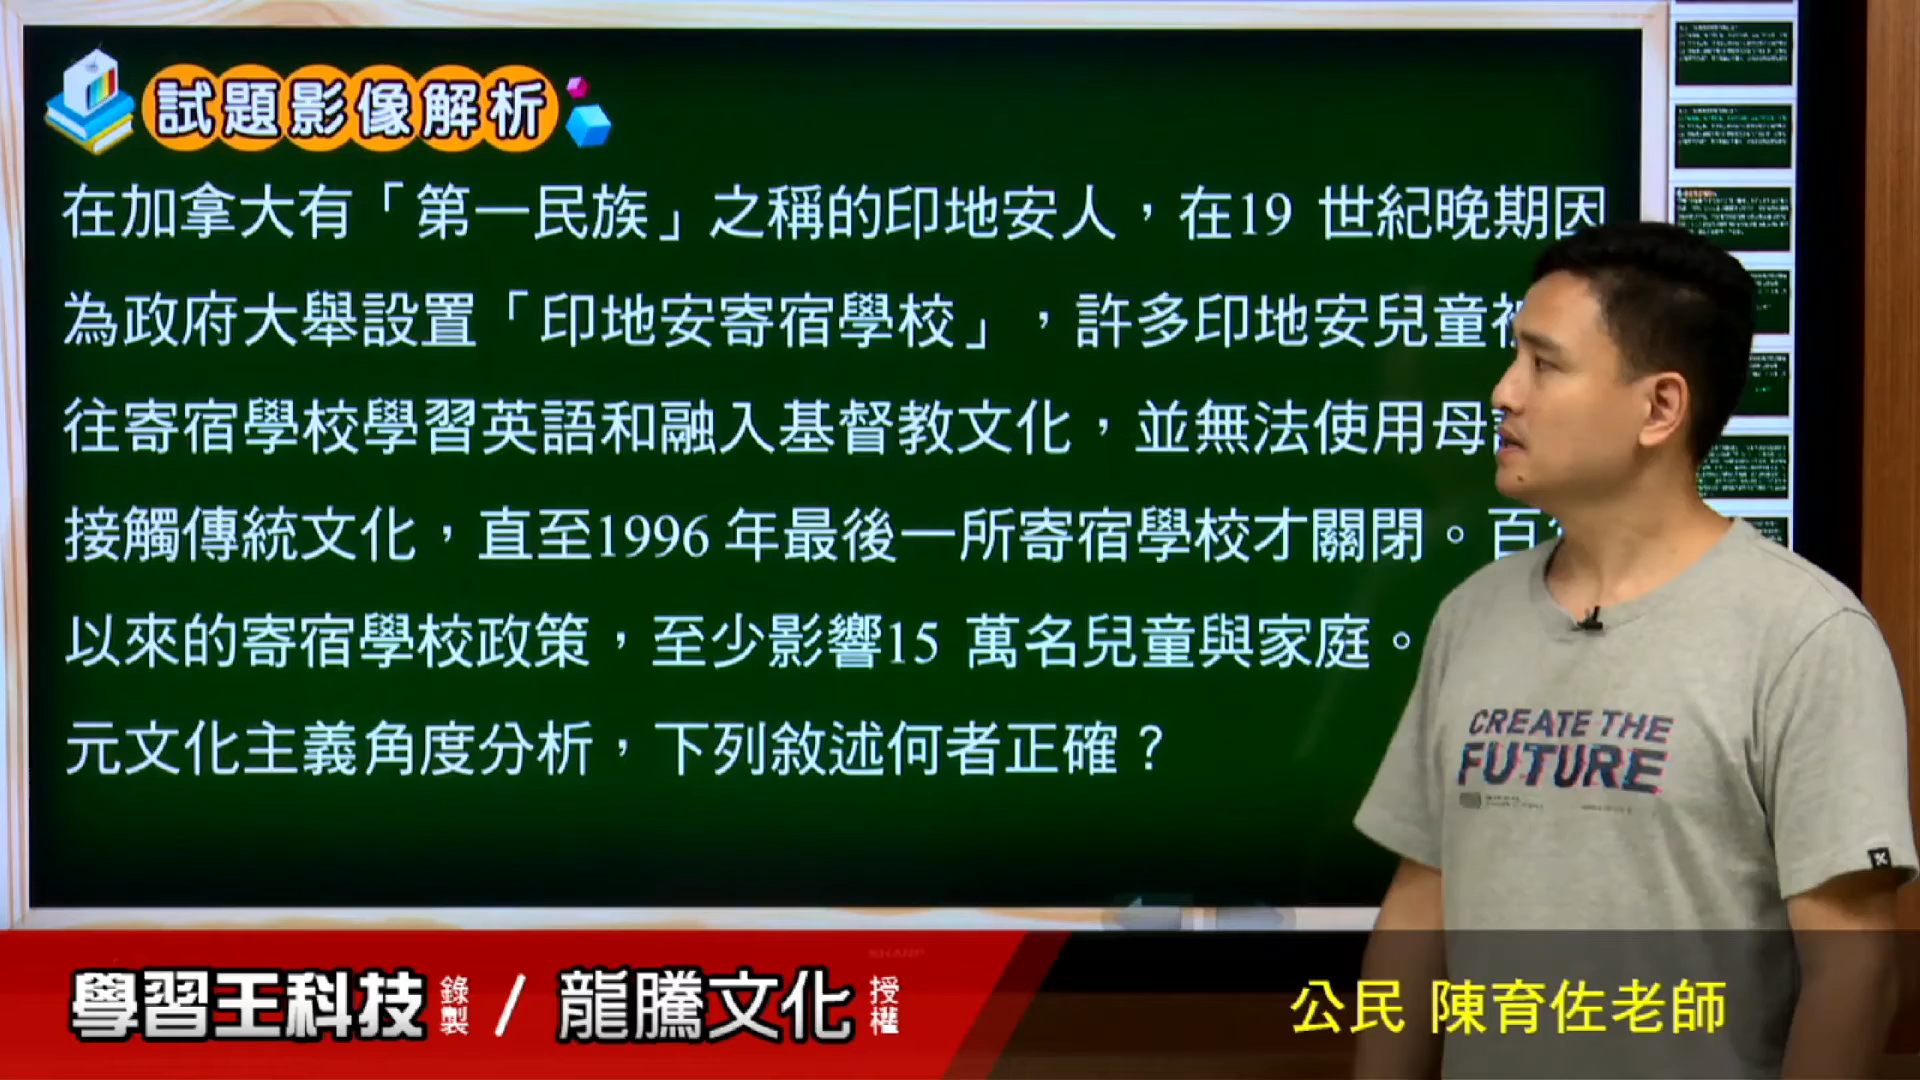 試題影像解析
在加拿大有「第一民族」之稱的印地安人，在19 世紀晚期因
為政府大舉設置「印地安寄宿學校」，許多印地安兒童
往寄宿學校學習英語和融入基督教文化，並無法使用母
接觸傳統文化，直至1996 年最後一所寄宿學校才關閉。百
以來的寄宿學校政策，至少影響15 萬名兒童與家庭。
元文化主義角度分析，下列敘述何者正確？
CREATE THE
FUTURE
SHARP
學習王科技 錄製 / 龍騰文化 授權
公民 陳育佐老師